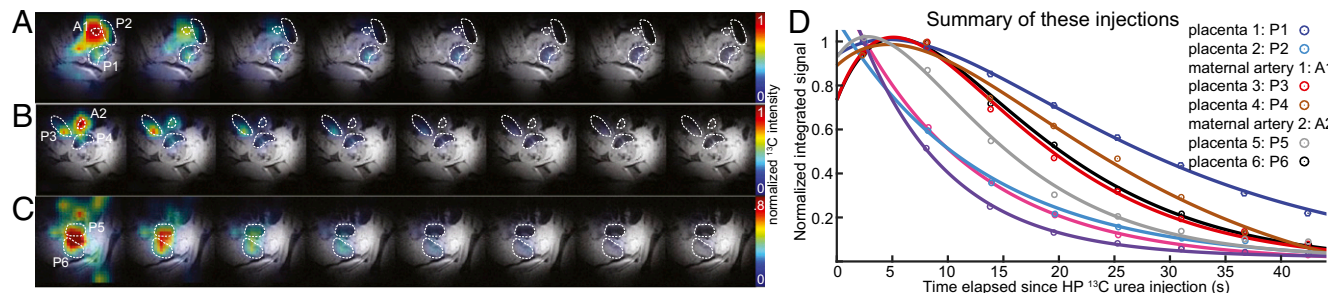 A
A1
P2
P1
1
0
B
A2
P3
P4
1
0
C
P5
P6
.8
0
normalized ¹³C intensity
D
Summary of these injections
placenta 1: P1
placenta 2: P2
maternal artery 1: A1
placenta 3: P3
placenta 4: P4
maternal artery 2: A2
placenta 5: P5
placenta 6: P6
Normalized integrated signal
1
0.8
0.6
0.4
0.2
0
5
10
15
20
25
30
35
40
Time elapsed since HP ¹³C urea injection (s)